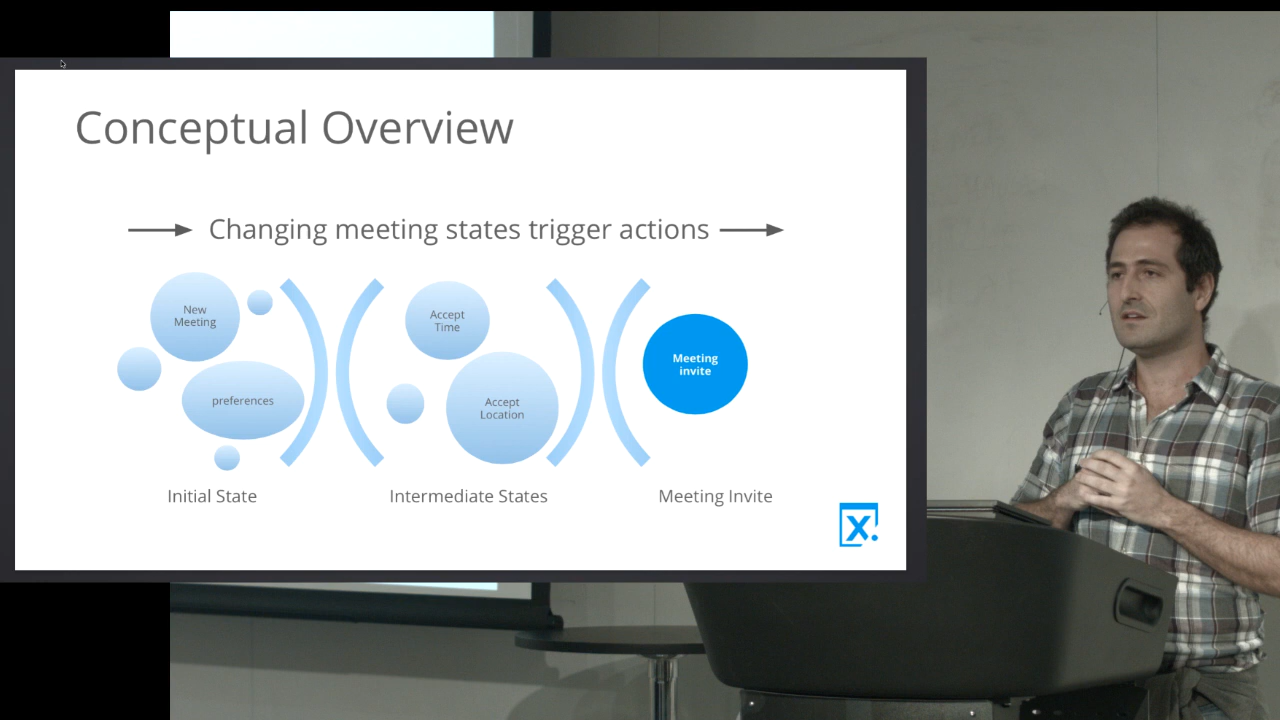 Conceptual Overview
Changing meeting states trigger actions
New
Meeting
preferences
Accept
Time
Accept
Location
Meeting
invite
Initial State
Intermediate States
Meeting Invite
X.